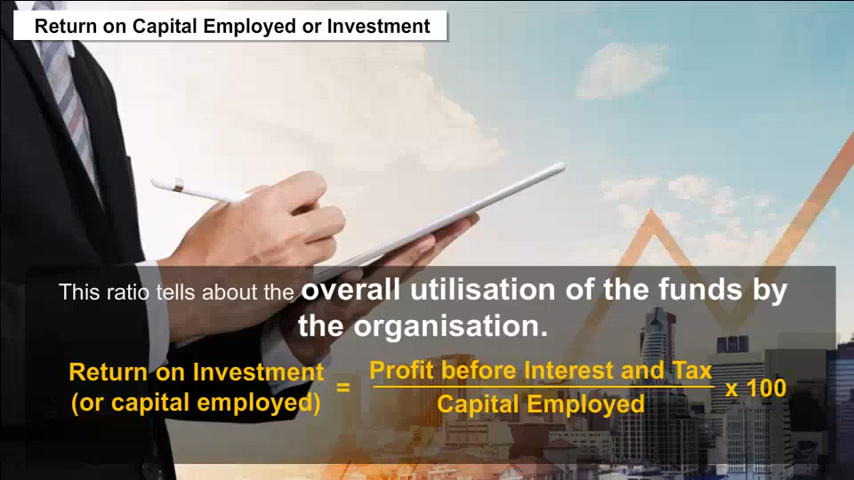 Return on Capital Employed or Investment
This ratio tells about the overall utilisation of the funds by
the organisation.
Return on Investment
(or capital employed)
=
Profit before Interest and Tax
Capital Employed
x 100